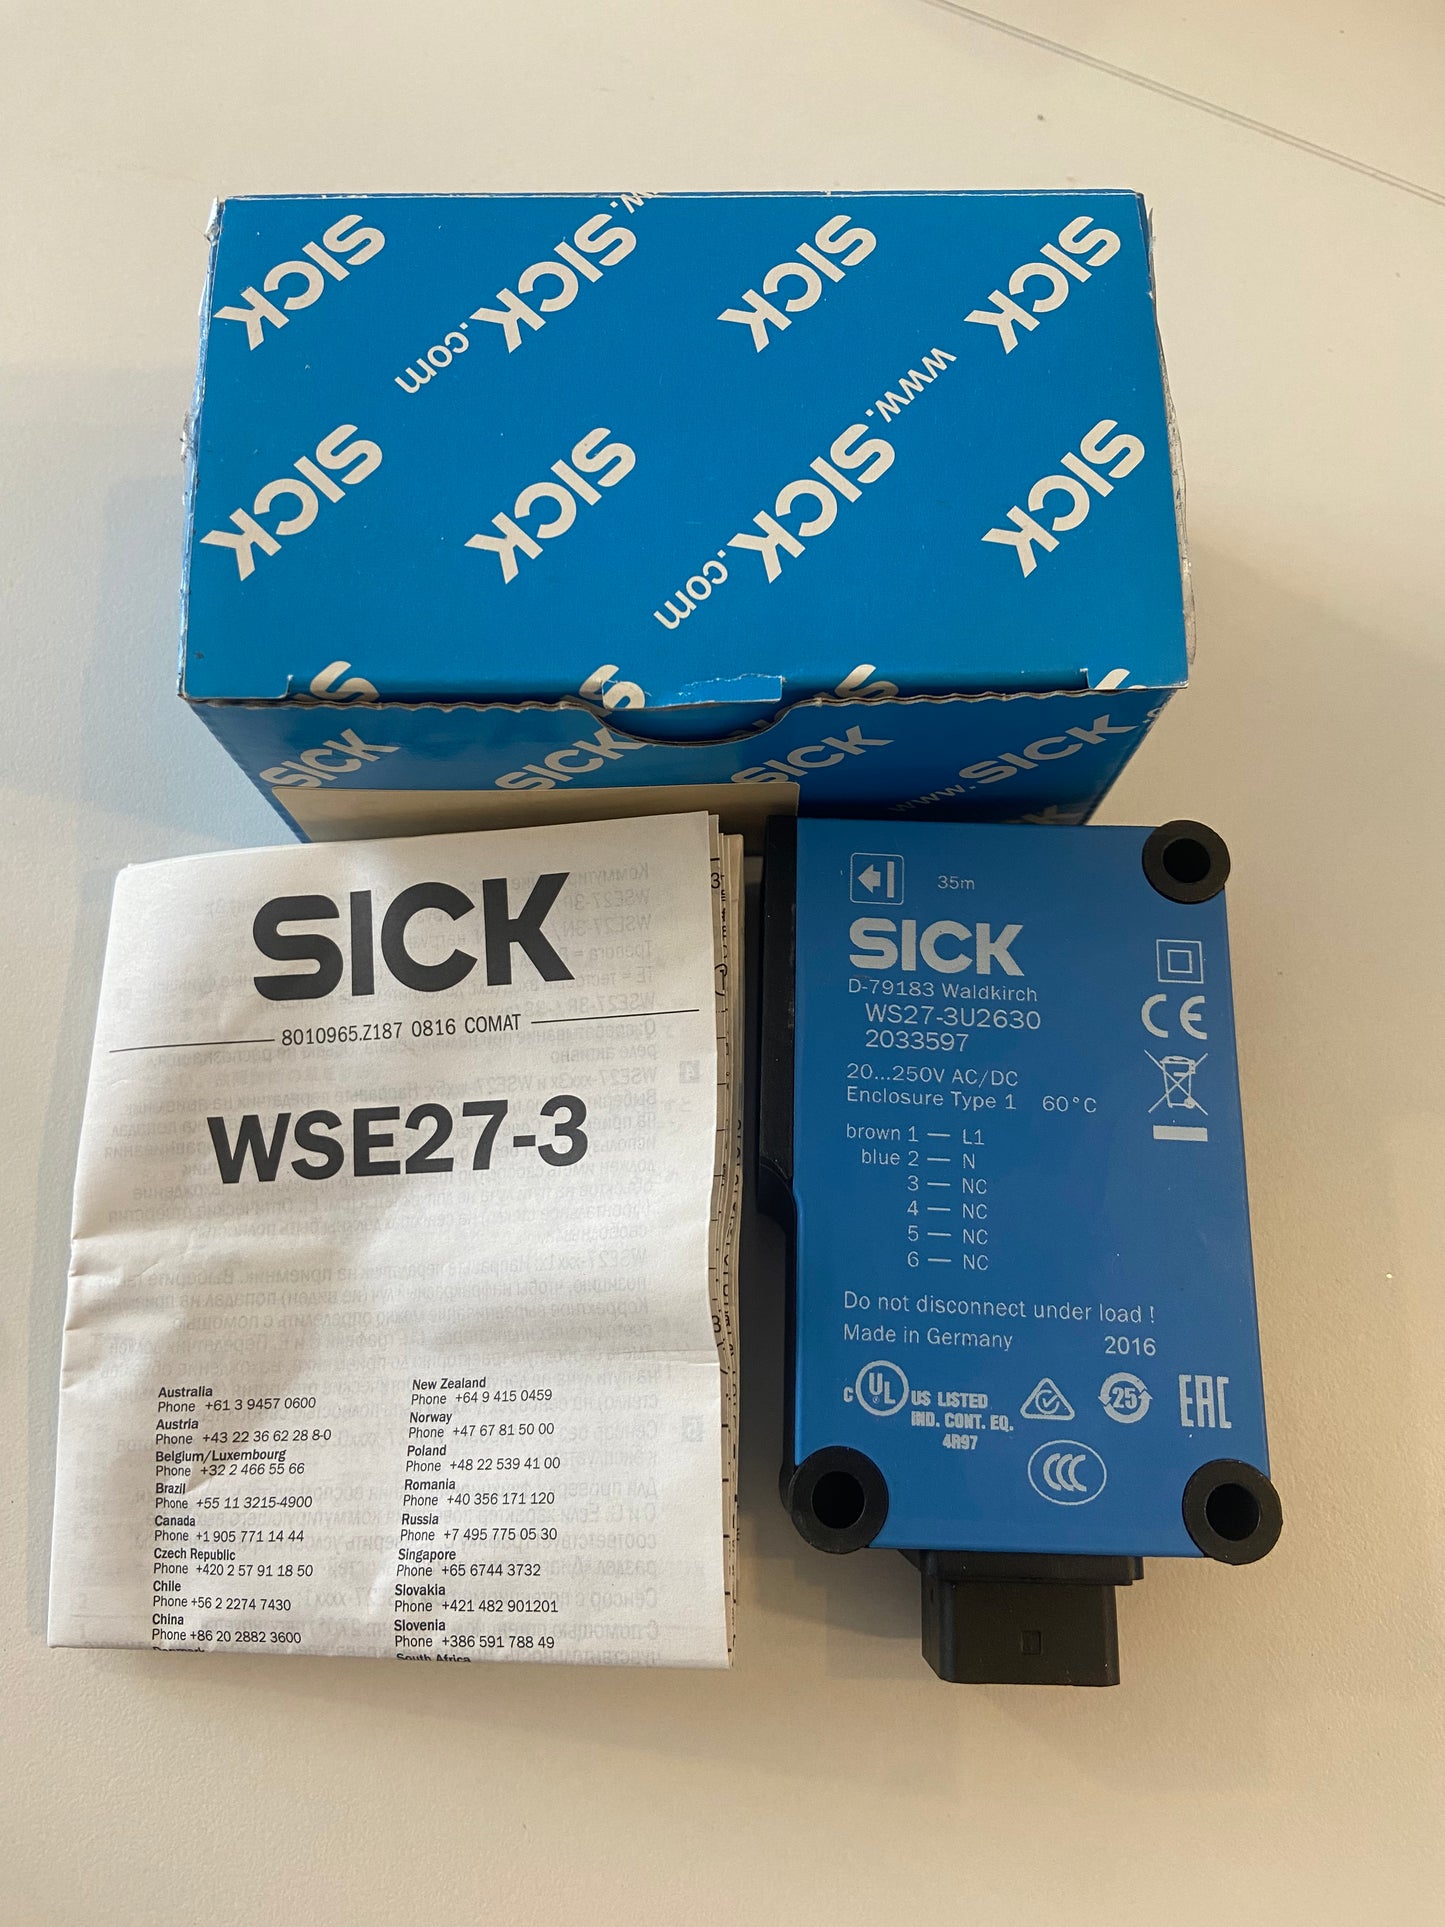 SICK
www.SICK.com
SICK
SICK
SICK
SICK
www.SICK.com
SICK
SICK
SICK
SICK
SICK
www.SICK
SICK
8010965.Z187 0816 COMAT
WSE27-3
Australia
Phone +61 3 9457 0600
Austria
Phone +43 22 36 62 28 8-0
Belgium/Luxembourg
Phone +32 2 466 55 66
Brazil
Phone +55 11 3215-4900
Canada
Phone +1 905 771 14 44
Czech Republic
Phone +420 2 57 91 18 50
Chile
Phone +56 2 2274 7430
China
Phone +86 20 2882 3600
Denmark
New Zealand
Phone +64 9 415 0459
Norway
Phone +47 67 81 50 00
Poland
Phone +48 22 539 41 00
Romania
Phone +40 356 171 120
Russia
Phone +7 495 775 05 30
Singapore
Phone +65 6744 3732
Slovakia
Phone +421 482 901201
Slovenia
Phone +386 591 788 49
South Africa
35m
SICK
D-79183 Waldkirch
WS27-3U2630
2033597
20...250V AC/DC
Enclosure Type 1 60°C
brown 1 — L1
blue 2 — N
3 — NC
4 — NC
5 — NC
6 — NC
Do not disconnect under load !
Made in Germany 2016
CE
c UL US LISTED
IND. CONT. EQ.
4R97
25
EAC
CCC